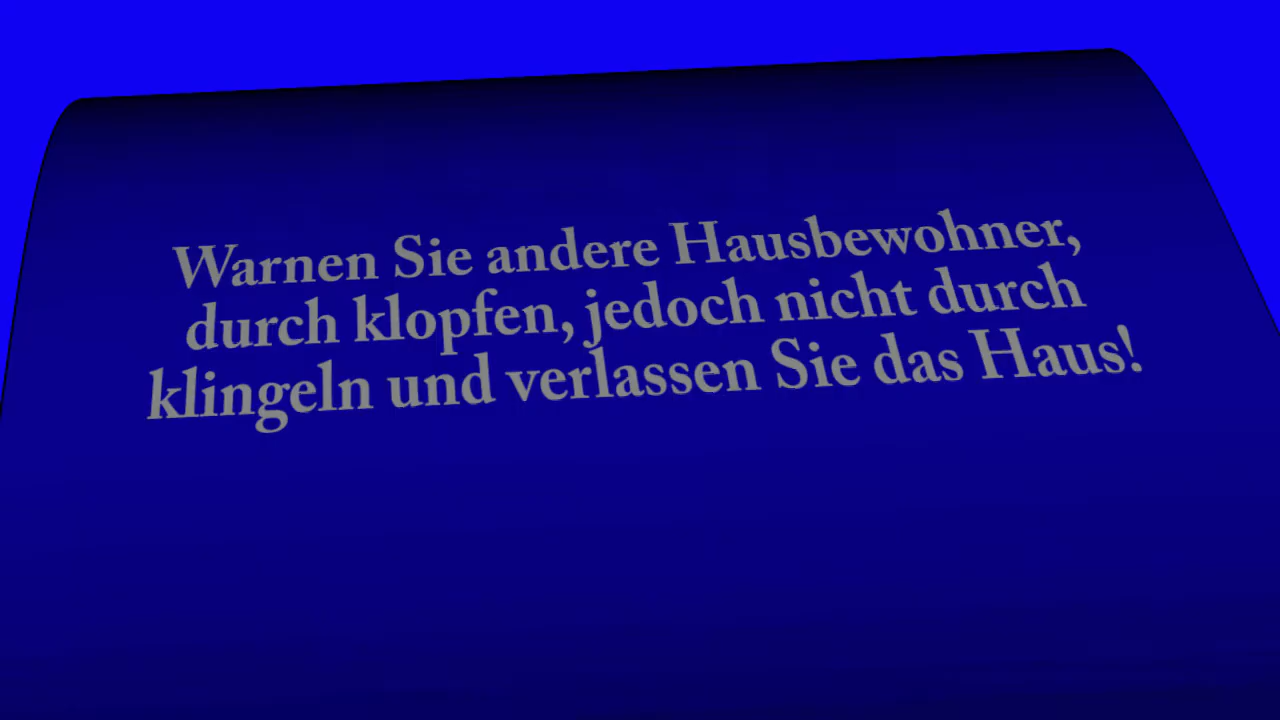 Warnen Sie andere Hausbewohner,
durch klopfen, jedoch nicht durch
klingeln und verlassen Sie das Haus!